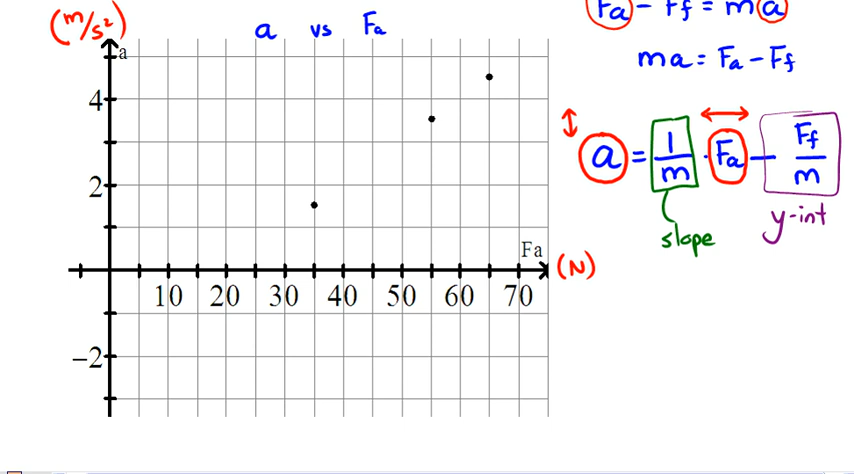 (m/s²)
a vs Fa
Fa - Ff = ma
ma = Fa - Ff
a
4
2
-2
Fa
(N)
10 20 30 40 50 60 70
a = 1/m · Fa - Ff/m
slope
y-int